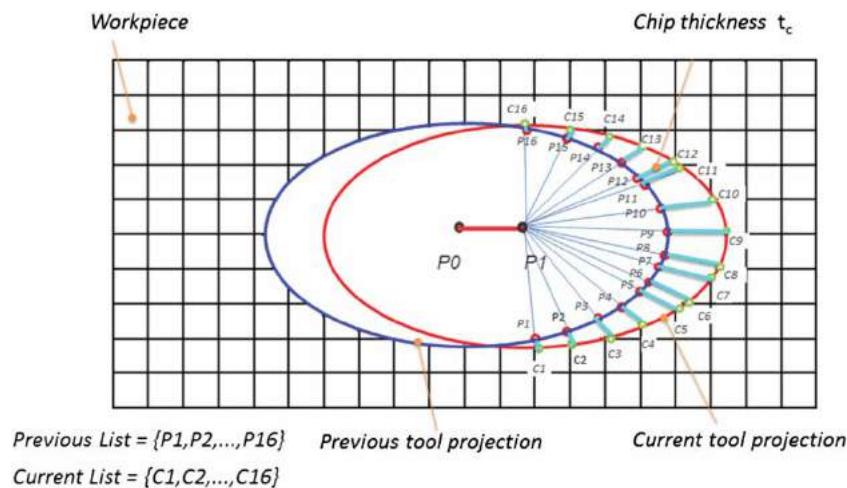 Workpiece
Chip thickness tc
C16
C15
C14
C13
C12
C11
C10
C9
C8
C7
C6
C5
C4
C3
C2
C1
P16
P15
P14
P13
P12
P11
P10
P9
P8
P7
P6
P5
P4
P3
P2
P1
P0
P1
Previous List = {P1,P2,...,P16}
Previous tool projection
Current tool projection
Current List = {C1,C2,...,C16}